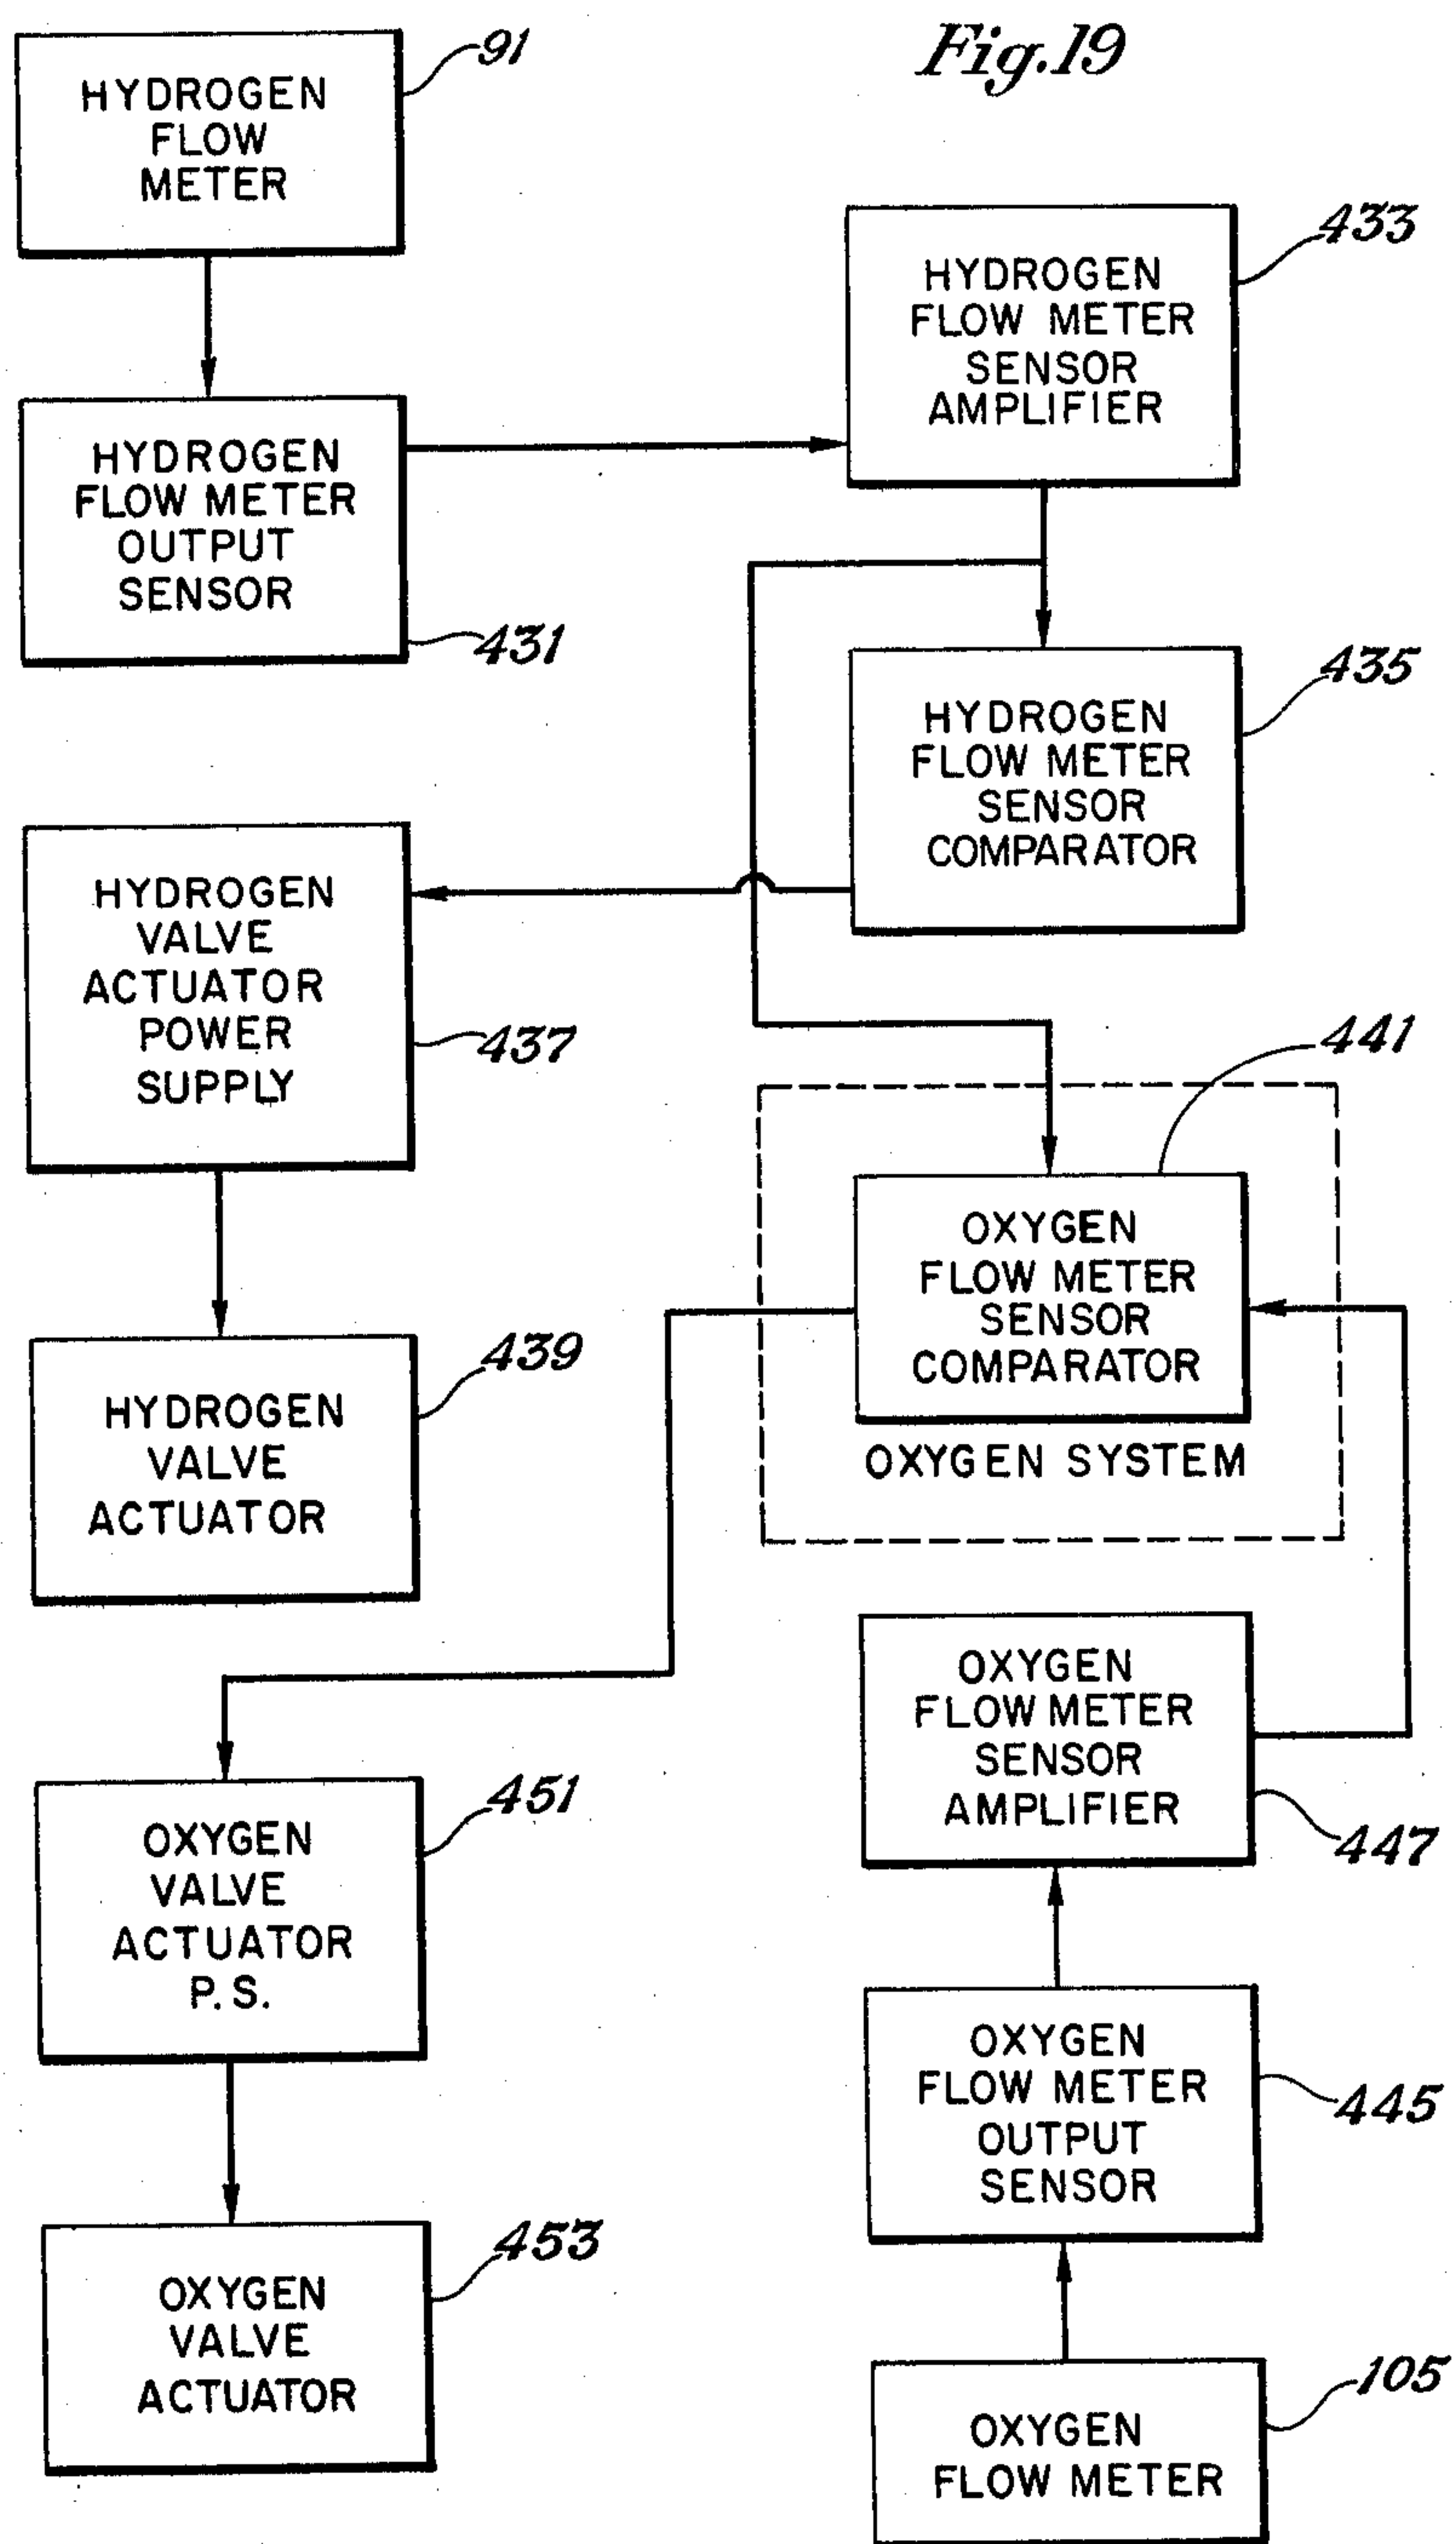 Fig.19
91
HYDROGEN
FLOW
METER
433
HYDROGEN
FLOW METER
SENSOR
AMPLIFIER
HYDROGEN
FLOW METER
OUTPUT
SENSOR
431
435
HYDROGEN
FLOW METER
SENSOR
COMPARATOR
HYDROGEN
VALVE
ACTUATOR
POWER
SUPPLY
437
441
OXYGEN
FLOW METER
SENSOR
COMPARATOR
OXYGEN SYSTEM
439
HYDROGEN
VALVE
ACTUATOR
OXYGEN
FLOW METER
SENSOR
AMPLIFIER
447
451
OXYGEN
VALVE
ACTUATOR
P. S.
OXYGEN
FLOW METER
OUTPUT
SENSOR
445
453
OXYGEN
VALVE
ACTUATOR
105
OXYGEN
FLOW METER